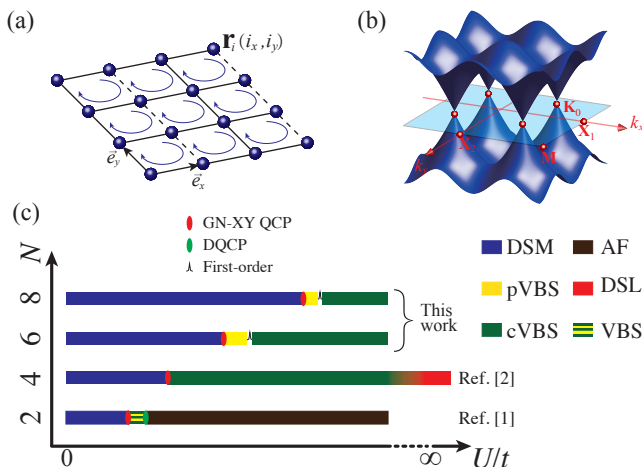 (a)
r_i (i_x, i_y)
e_y
e_x
(b)
K_0
k_x
X_1
X_2
M
k_y
(c)
N
GN-XY QCP
DQCP
First-order
DSM
AF
pVBS
DSL
cVBS
VBS
8
6
This
work
4
Ref. [2]
2
Ref. [1]
0
∞
U/t